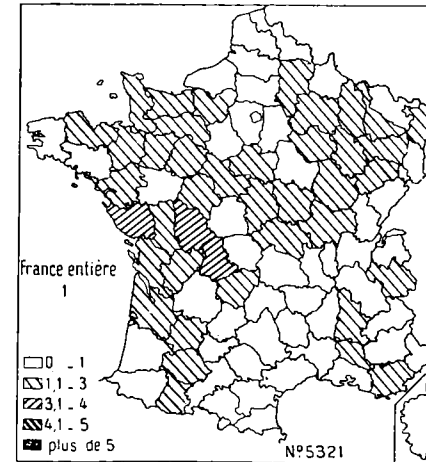 France entière
1
0 - 1
1,1 - 3
3,1 - 4
4,1 - 5
plus de 5
N°5321